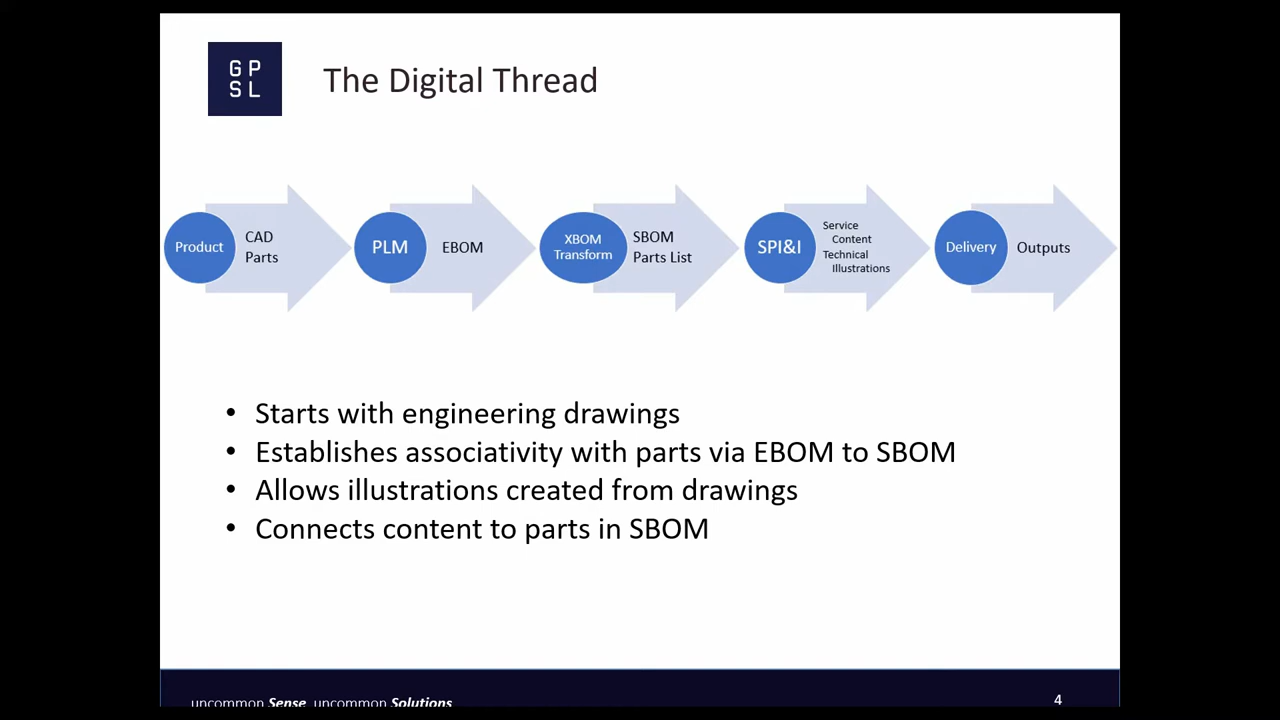 G P
S L
The Digital Thread
Product
CAD
Parts
PLM
EBOM
XBOM
Transform
SBOM
Parts List
SPI&I
Service
Content
Technical
Illustrations
Delivery
Outputs
• Starts with engineering drawings
• Establishes associativity with parts via EBOM to SBOM
• Allows illustrations created from drawings
• Connects content to parts in SBOM
uncommon Sense uncommon Solutions
4